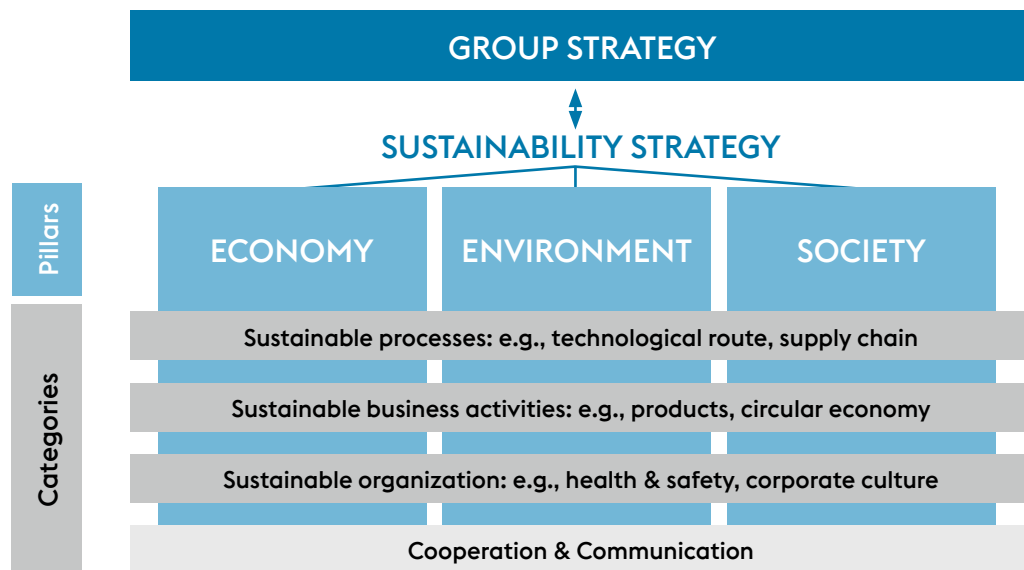 GROUP STRATEGY
SUSTAINABILITY STRATEGY
Pillars
ECONOMY
ENVIRONMENT
SOCIETY
Categories
Sustainable processes: e.g., technological route, supply chain
Sustainable business activities: e.g., products, circular economy
Sustainable organization: e.g., health & safety, corporate culture
Cooperation & Communication